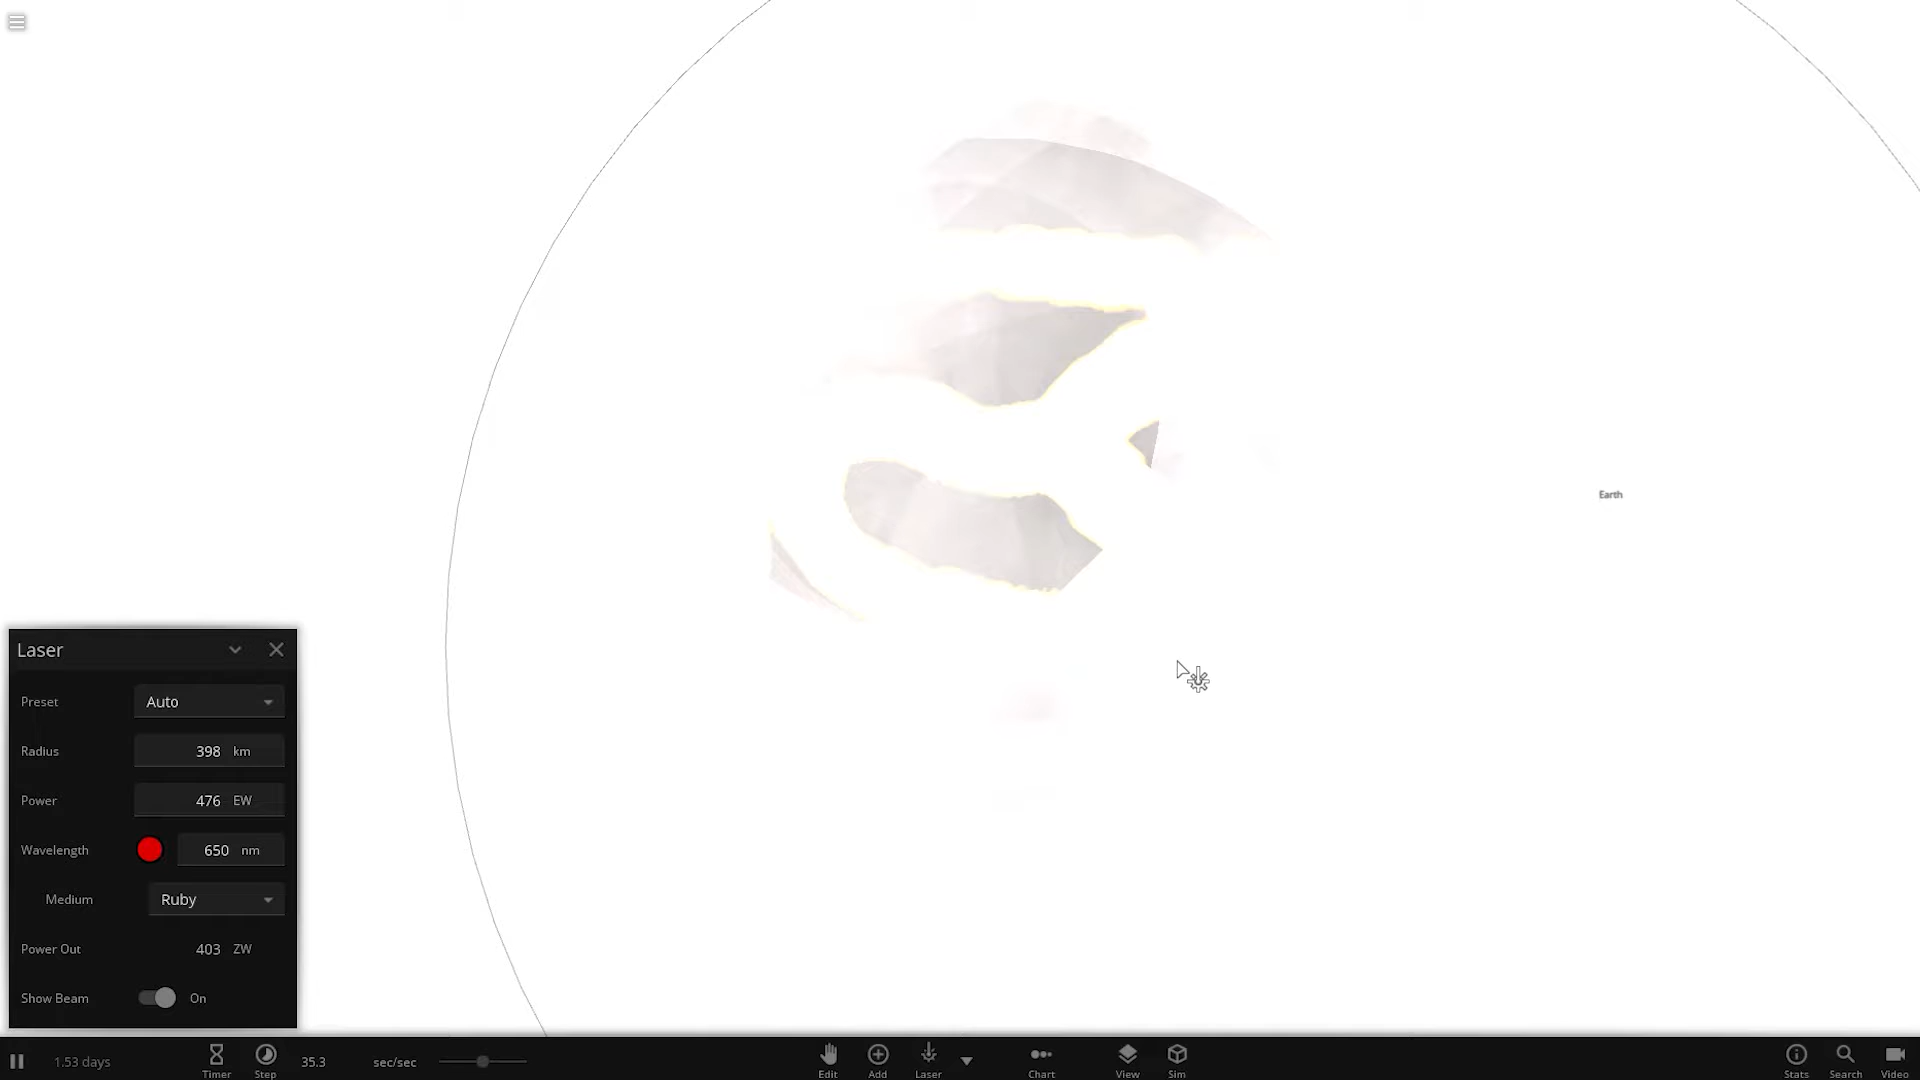 Earth
Laser
Preset Auto
Radius 398 km
Power 476 EW
Wavelength 650 nm
Medium Ruby
Power Out 403 ZW
Show Beam On
1.53 days Timer Step 35.3 sec/sec Edit Add Laser Chart View Sim Stats Search Video